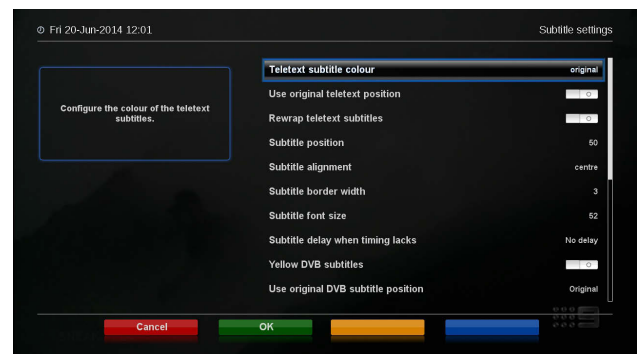 Fri 20-Jun-2014 12:01
Subtitle settings
Configure the colour of the teletext
subtitles.
Teletext subtitle colour original
Use original teletext position
Rewrap teletext subtitles
Subtitle position 50
Subtitle alignment centre
Subtitle border width 3
Subtitle font size 52
Subtitle delay when timing lacks No delay
Yellow DVB subtitles
Use original DVB subtitle position Original
Cancel
OK